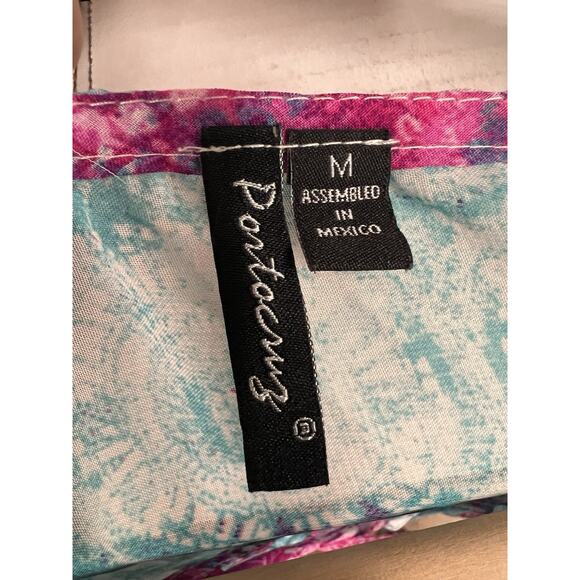 Portocruz ®
M
ASSEMBLED
IN
MEXICO